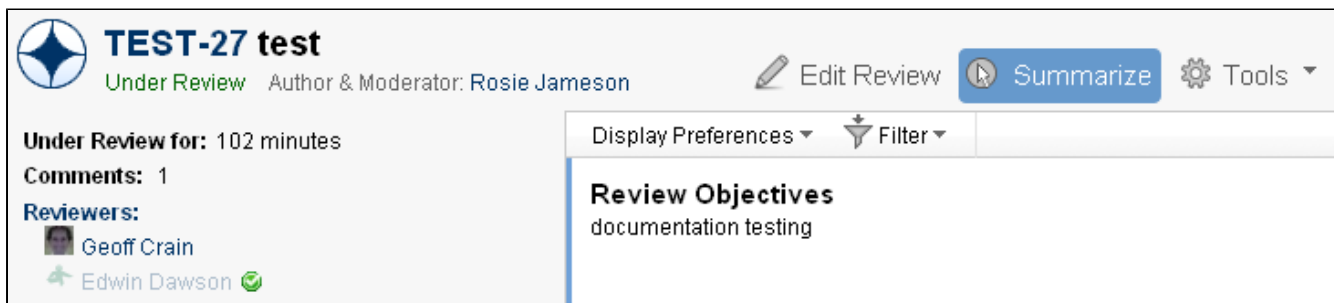 TEST-27 test
Under Review Author & Moderator: Rosie Jameson
Edit Review Summarize Tools
Under Review for: 102 minutes
Comments: 1
Reviewers:
Geoff Crain
Edwin Dawson
Display Preferences Filter
Review Objectives
documentation testing